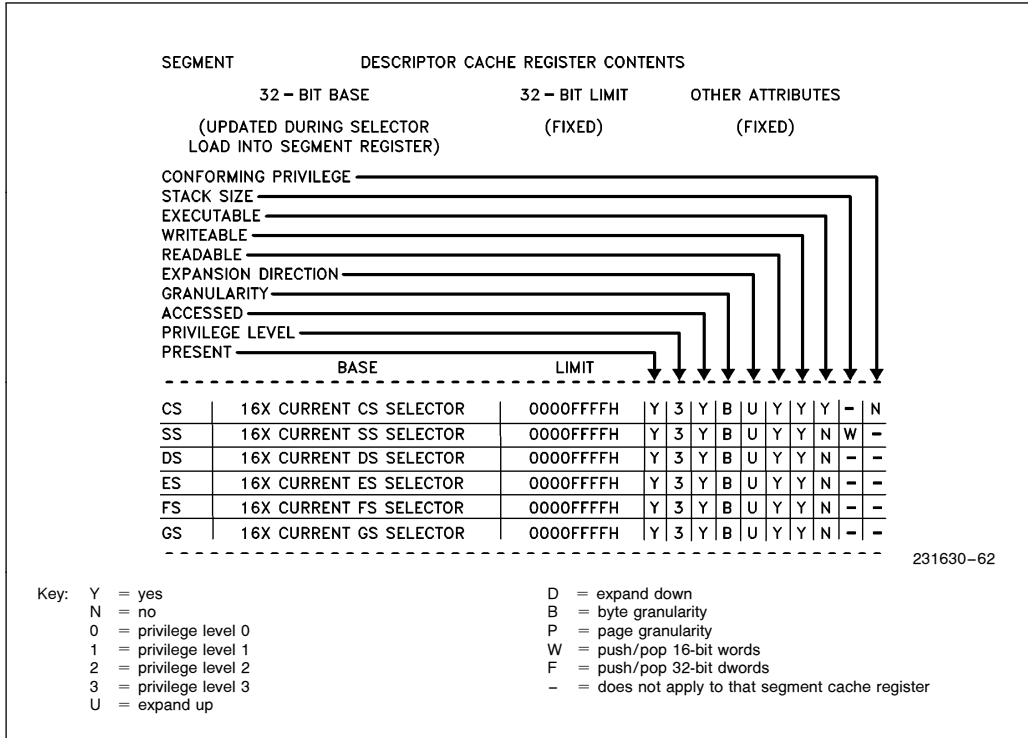 SEGMENT DESCRIPTOR CACHE REGISTER CONTENTS
32 – BIT BASE 32 – BIT LIMIT OTHER ATTRIBUTES
(UPDATED DURING SELECTOR (FIXED) (FIXED)
LOAD INTO SEGMENT REGISTER)
CONFORMING PRIVILEGE
STACK SIZE
EXECUTABLE
WRITEABLE
READABLE
EXPANSION DIRECTION
GRANULARITY
ACCESSED
PRIVILEGE LEVEL
PRESENT
BASE LIMIT
CS 16X CURRENT CS SELECTOR 0000FFFFH Y 3 Y B U Y Y Y – N
SS 16X CURRENT SS SELECTOR 0000FFFFH Y 3 Y B U Y Y N W –
DS 16X CURRENT DS SELECTOR 0000FFFFH Y 3 Y B U Y Y N – –
ES 16X CURRENT ES SELECTOR 0000FFFFH Y 3 Y B U Y Y N – –
FS 16X CURRENT FS SELECTOR 0000FFFFH Y 3 Y B U Y Y N – –
GS 16X CURRENT GS SELECTOR 0000FFFFH Y 3 Y B U Y Y N – –
231630–62
Key: Y = yes
N = no
0 = privilege level 0
1 = privilege level 1
2 = privilege level 2
3 = privilege level 3
U = expand up
D = expand down
B = byte granularity
P = page granularity
W = push/pop 16-bit words
F = push/pop 32-bit dwords
– = does not apply to that segment cache register